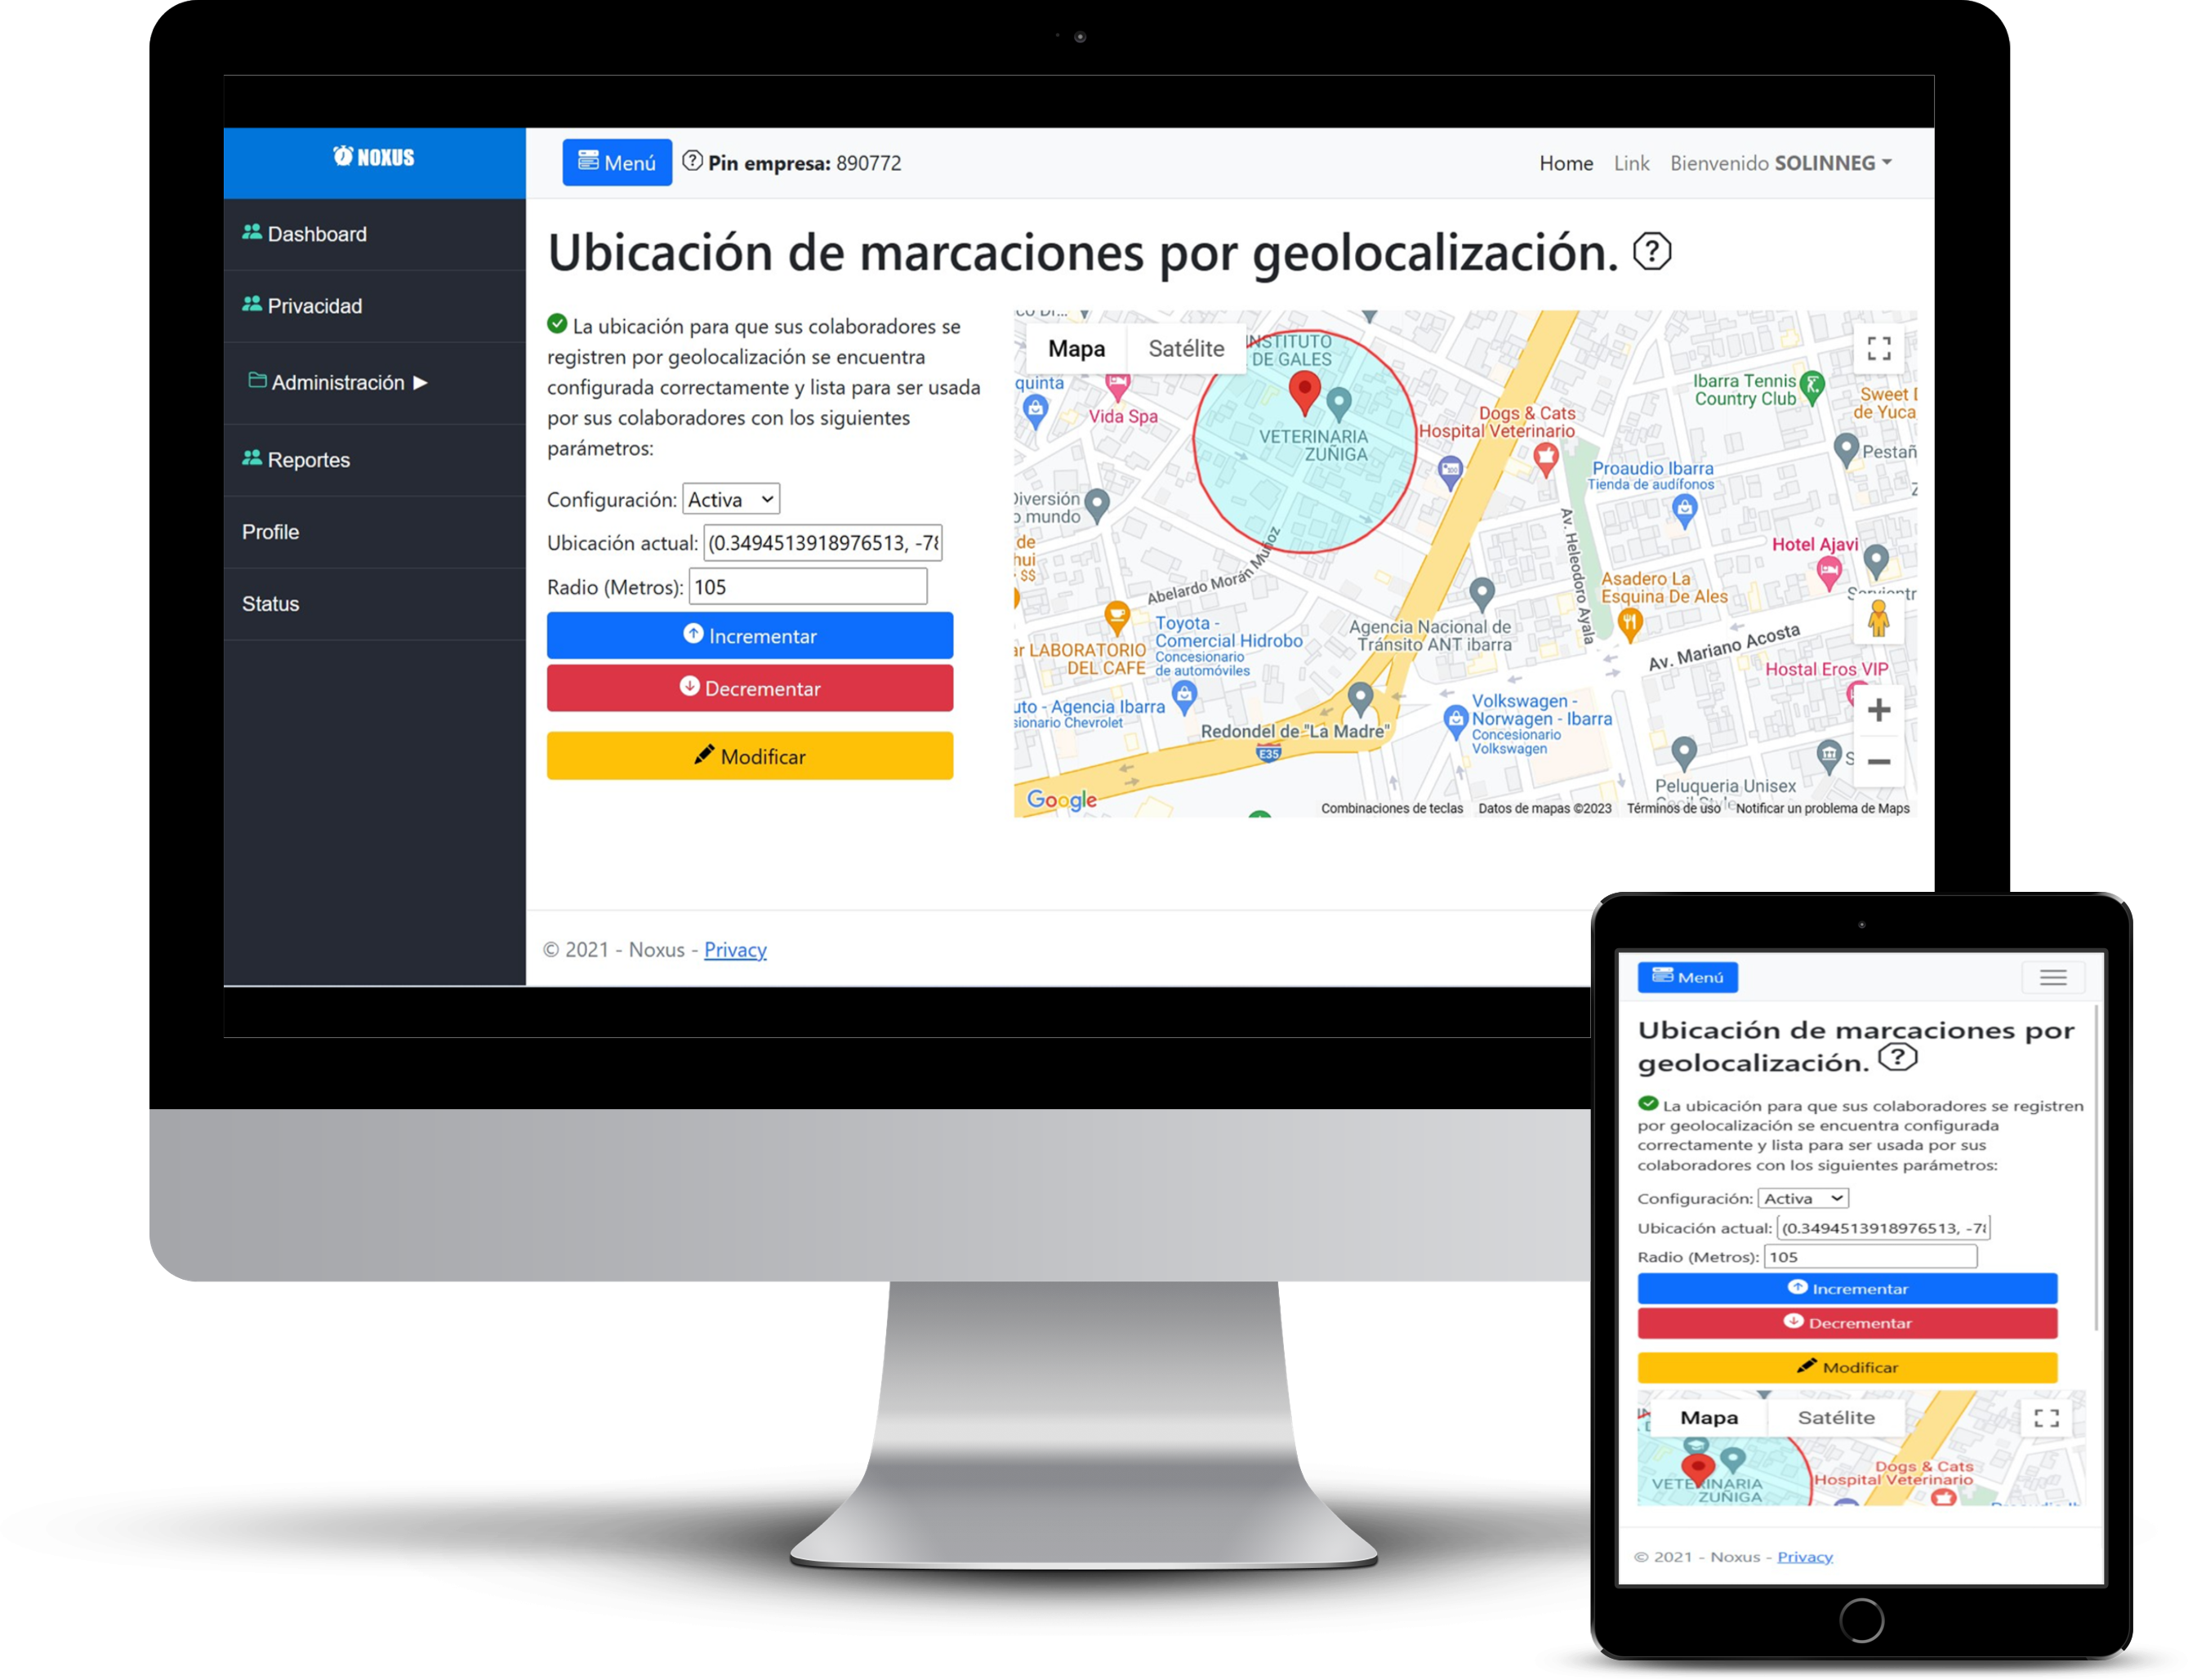 NOXUS
Menú
Pin empresa: 890772
Home Link Bienvenido SOLINNEG
Dashboard
Privacidad
Administración
Reportes
Profile
Status
Ubicación de marcaciones por geolocalización.
La ubicación para que sus colaboradores se
registren por geolocalización se encuentra
configurada correctamente y lista para ser usada
por sus colaboradores con los siguientes
parámetros:
Configuración: Activa
Ubicación actual: (0.3494513918976513, -78
Radio (Metros): 105
Incrementar
Decrementar
Modificar
Mapa Satélite
INSTITUTO
DE GALES
quinta
Vida Spa
VETERINARIA
ZUÑIGA
Dogs & Cats
Hospital Veterinario
Ibarra Tennis
Country Club
Sweet
de Yuca
Pestañ
Proaudio Ibarra
Tienda de audífonos
Diversión
o mundo
de
hui
$$
Abelardo Morán Muñoz
Av. Heleodoro Ayala
Hotel Ajavi
Asadero La
Esquina De Ales
Servientr
Toyota -
Comercial Hidrobo
Concesionario
de automóviles
ar LABORATORIO
DEL CAFE
Agencia Nacional de
Tránsito ANT ibarra
Av. Mariano Acosta
Hostal Eros VIP
uto - Agencia Ibarra
sionario Chevrolet
Redondel de "La Madre"
E35
Volkswagen -
Norwagen - Ibarra
Concesionario
Volkswagen
Peluqueria Unisex
Google
Combinaciones de teclas Datos de mapas ©2023 Términos de uso Notificar un problema de Maps
© 2021 - Noxus - Privacy
Menú
Ubicación de marcaciones por
geolocalización.
La ubicación para que sus colaboradores se registren
por geolocalización se encuentra configurada
correctamente y lista para ser usada por sus
colaboradores con los siguientes parámetros:
Configuración: Activa
Ubicación actual: (0.3494513918976513, -78
Radio (Metros): 105
Incrementar
Decrementar
Modificar
Mapa Satélite
VETERINARIA
ZUÑIGA
Dogs & Cats
Hospital Veterinario
© 2021 - Noxus - Privacy